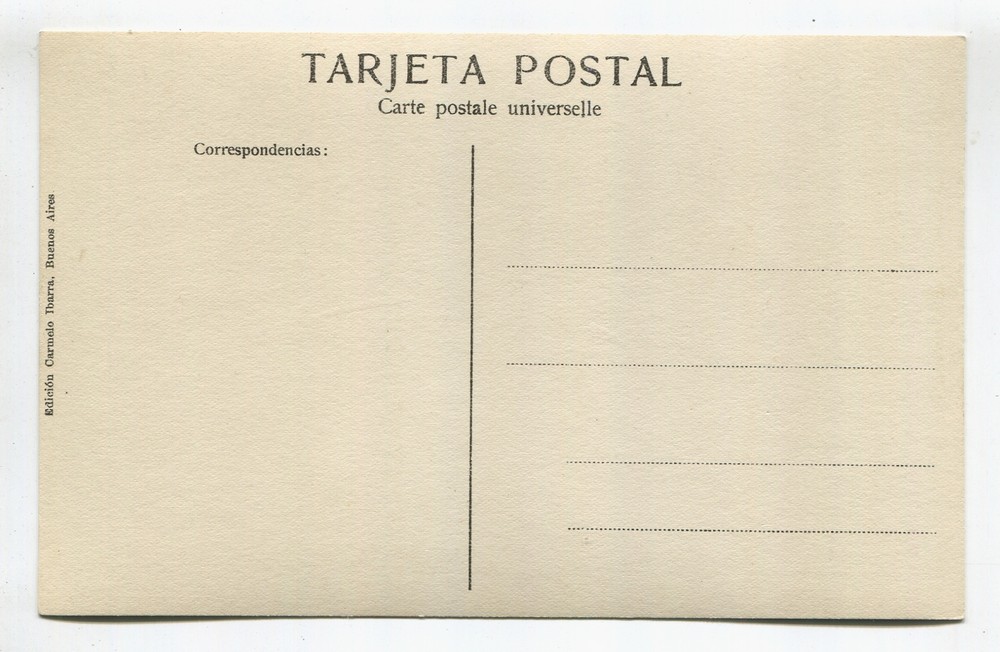 TARJETA POSTAL
Carte postale universelle
Correspondencias:
Edición Carmelo Ibarra, Buenos Aires